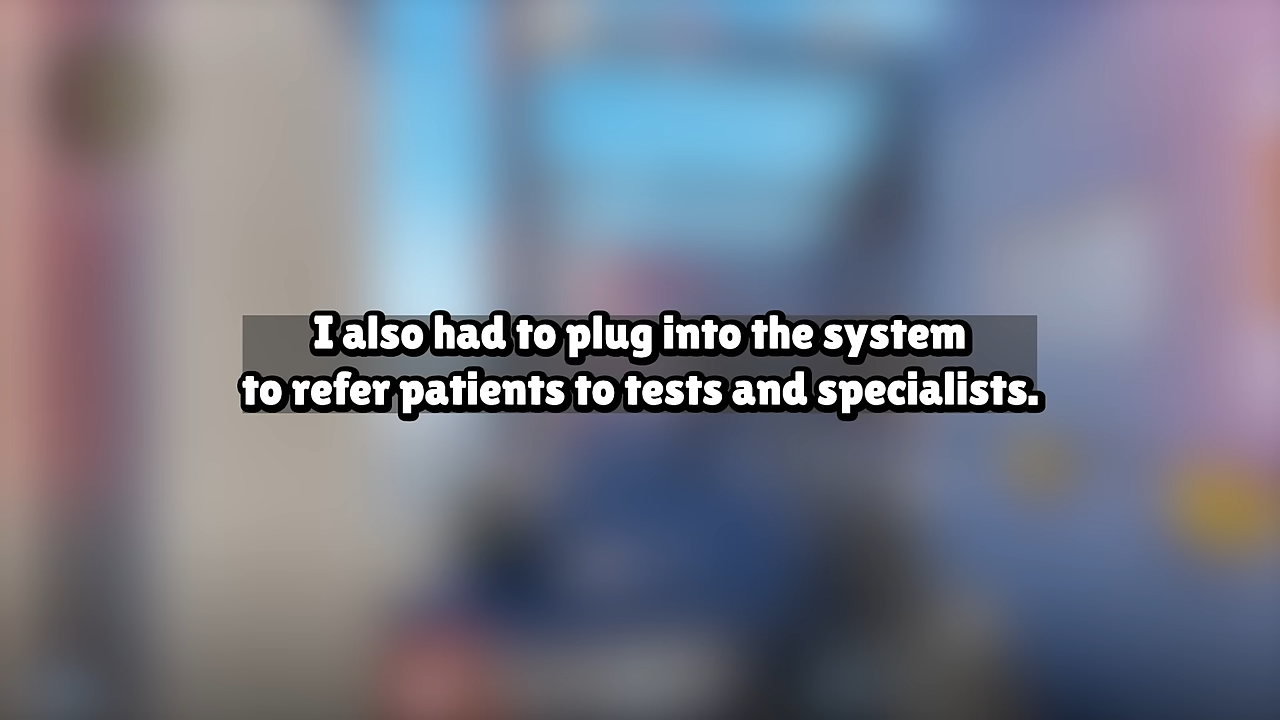 I also had to plug into the system
to refer patients to tests and specialists.